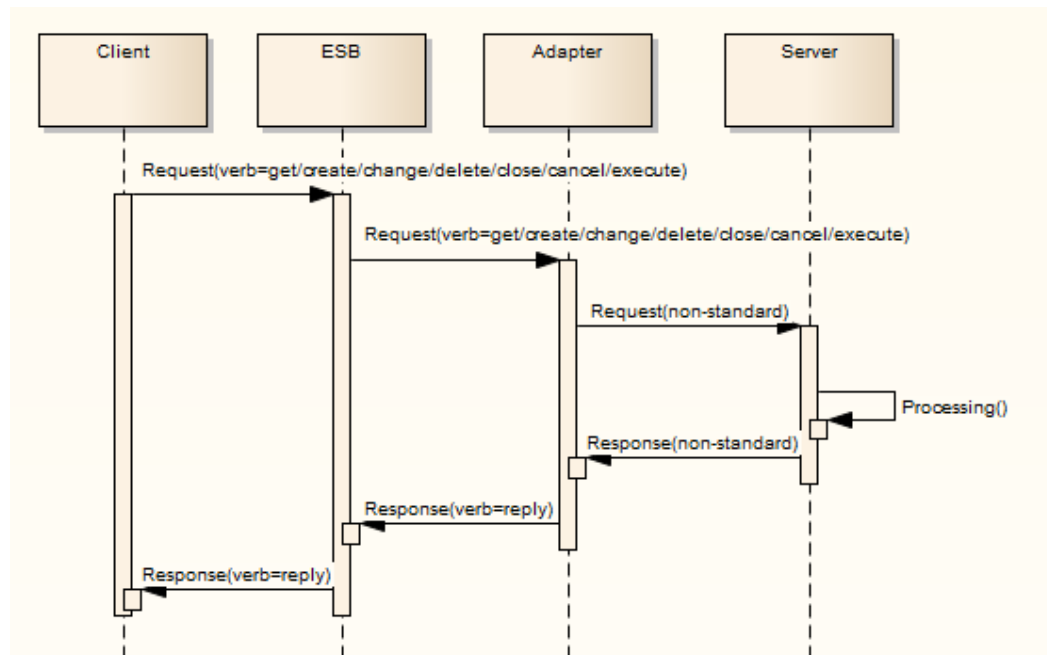 Client
ESB
Adapter
Server
Request(verb=get/create/change/delete/close/cancel/execute)
Request(verb=get/create/change/delete/close/cancel/execute)
Request(non-standard)
Processing()
Response(non-standard)
Response(verb=reply)
Response(verb=reply)